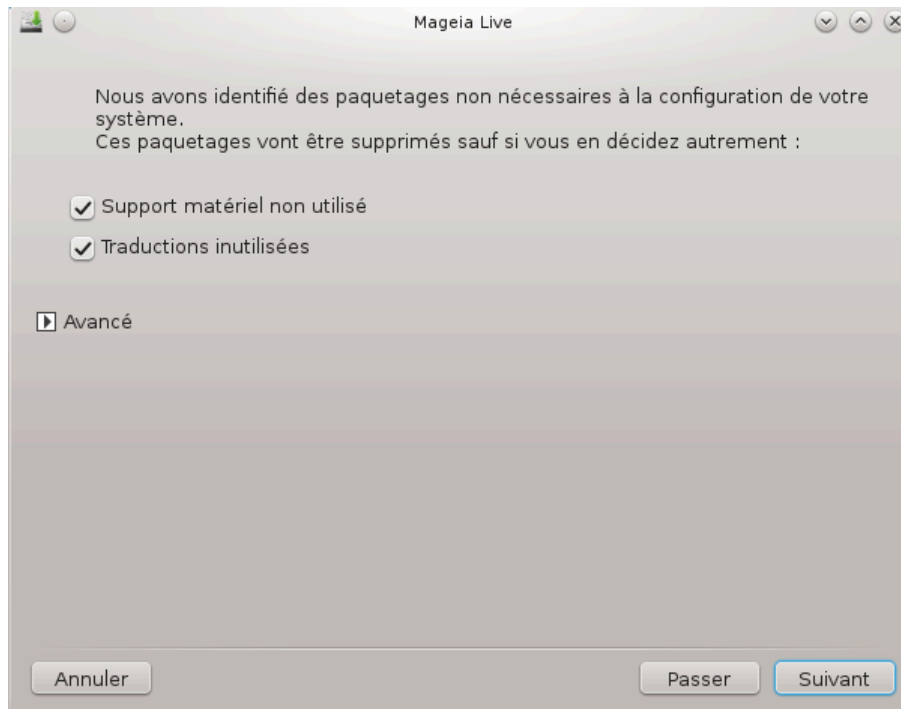 Mageia Live
Nous avons identifié des paquetages non nécessaires à la configuration de votre
système.
Ces paquetages vont être supprimés sauf si vous en décidez autrement :
Support matériel non utilisé
Traductions inutilisées
Avancé
Annuler
Passer
Suivant